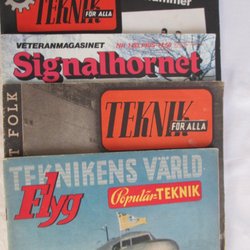 TEKNIK
FÖR ALLA
VETERANMAGASINET
Signalhornet
TEKNIK
FÖR ALLA
T FOLK
TEKNIKENS VÄRLD
Flyg
Populär-TEKNIK